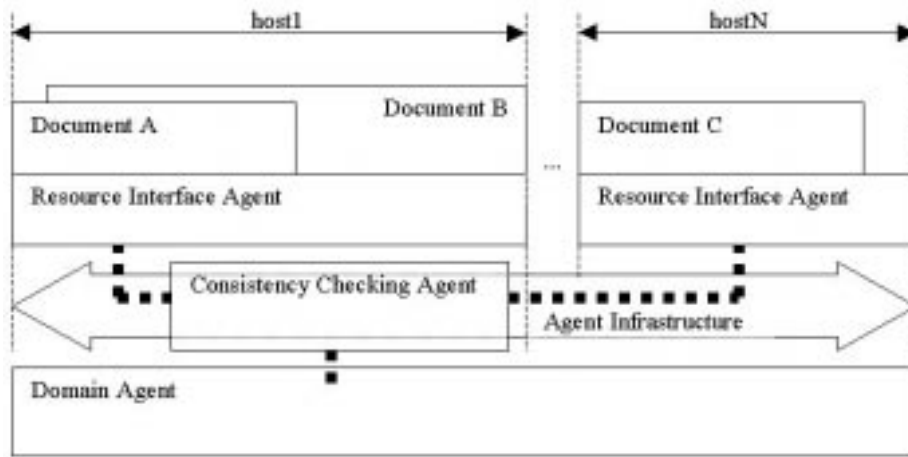 host1
hostN
Document B
Document A
Document C
...
Resource Interface Agent
Resource Interface Agent
Consistency Checking Agent
Agent Infrastructure
Domain Agent